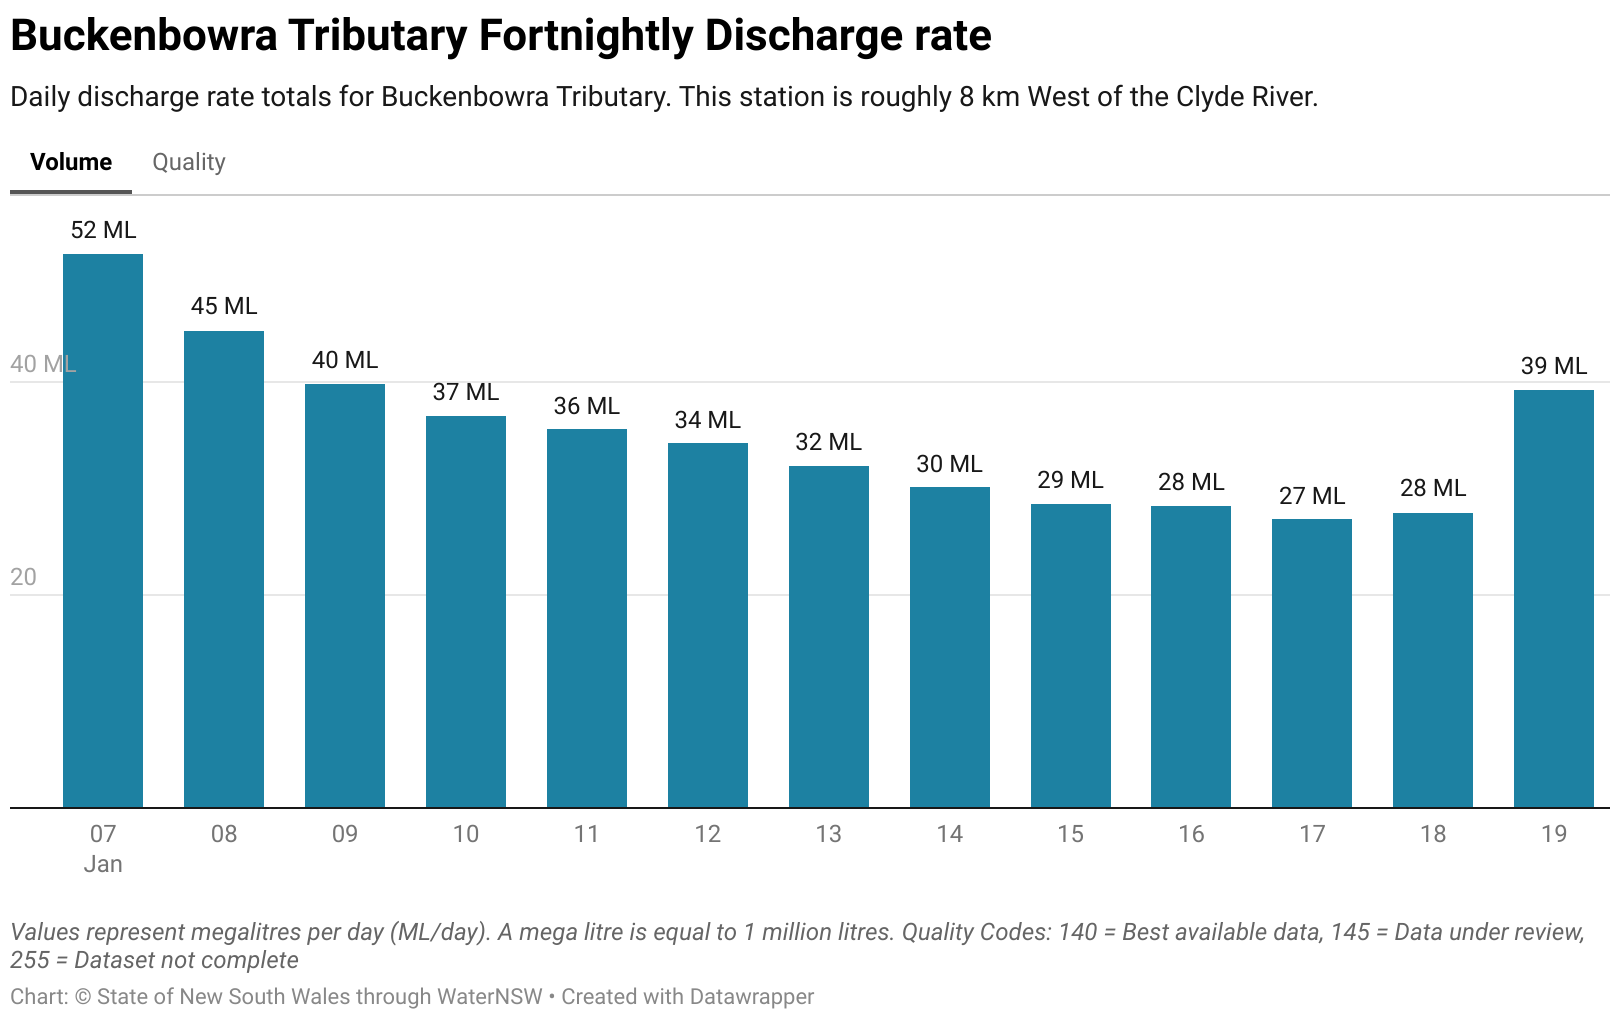 Buckenbowra Tributary Fortnightly Discharge rate
Daily discharge rate totals for Buckenbowra Tributary. This station is roughly 8 km West of the Clyde River.
Volume Quality
52 ML
45 ML
40 ML
40 ML
37 ML
36 ML
34 ML
32 ML
30 ML
29 ML
28 ML
27 ML
28 ML
39 ML
20
07 08 09 10 11 12 13 14 15 16 17 18 19
Jan
Values represent megalitres per day (ML/day). A mega litre is equal to 1 million litres. Quality Codes: 140 = Best available data, 145 = Data under review,
255 = Dataset not complete
Chart: © State of New South Wales through WaterNSW • Created with Datawrapper